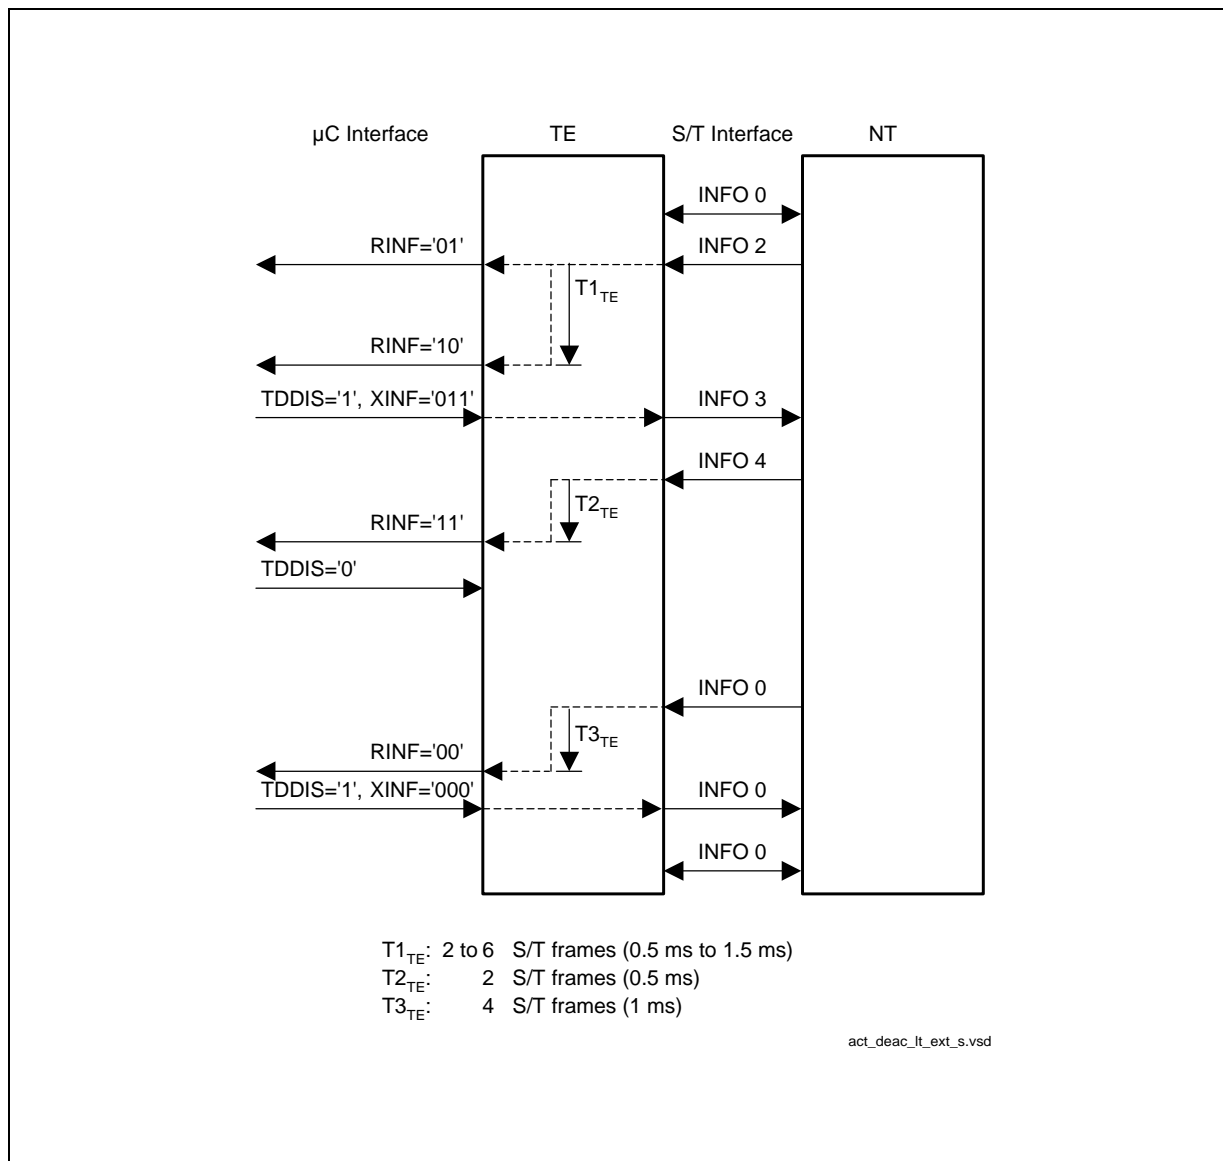 µC Interface TE S/T Interface NT
INFO 0
RINF='01' INFO 2
T1TE
RINF='10'
TDDIS='1', XINF='011' INFO 3
INFO 4
T2TE
RINF='11'
TDDIS='0'
INFO 0
T3TE
RINF='00'
TDDIS='1', XINF='000' INFO 0
INFO 0
T1TE: 2 to 6 S/T frames (0.5 ms to 1.5 ms)
T2TE: 2 S/T frames (0.5 ms)
T3TE: 4 S/T frames (1 ms)
act_deac_lt_ext_s.vsd